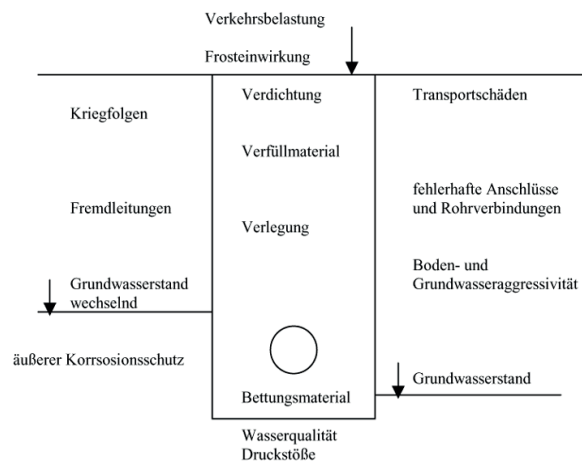 Verkehrsbelastung
Frosteinwirkung
Verdichtung
Transportschäden
Kriegfolgen
Verfüllmaterial
Fremdleitungen
fehlerhafte Anschlüsse
und Rohrverbindungen
Verlegung
Boden- und
Grundwasseraggressivität
Grundwasserstand
wechselnd
äußerer Korrsosionsschutz
Grundwasserstand
Bettungsmaterial
Wasserqualität
Druckstöße